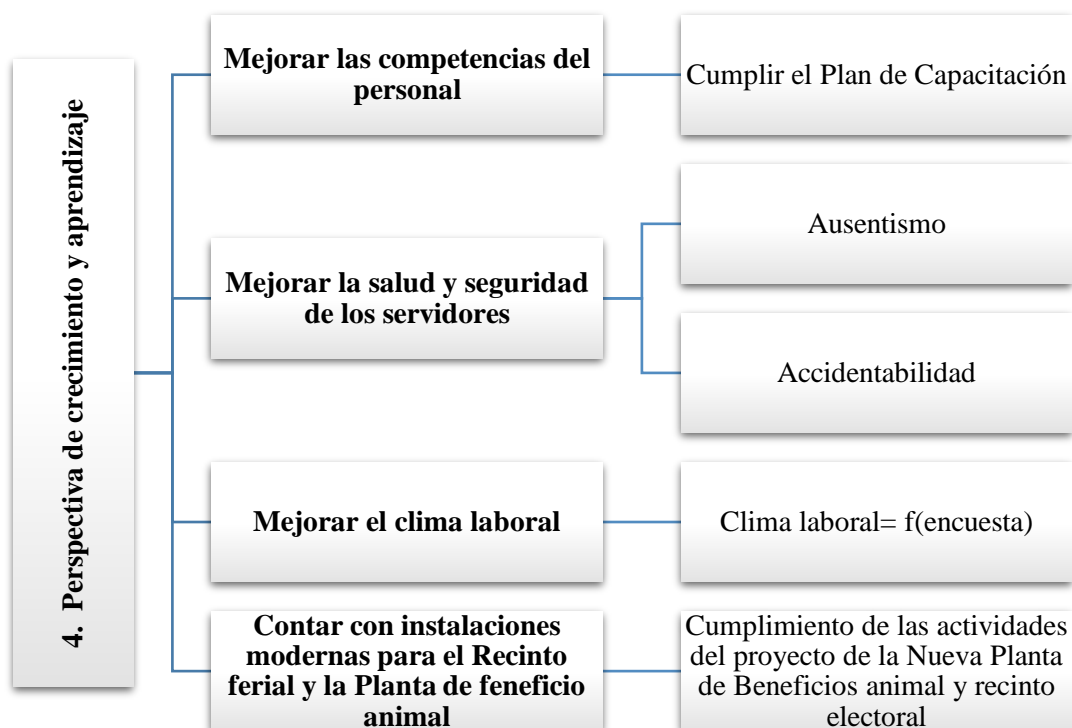 4. Perspectiva de crecimiento y aprendizaje
Mejorar las competencias del
personal
Cumplir el Plan de Capacitación
Mejorar la salud y seguridad
de los servidores
Ausentismo
Accidentabilidad
Mejorar el clima laboral
Clima laboral= f(encuesta)
Contar con instalaciones
modernas para el Recinto
ferial y la Planta de feneficio
animal
Cumplimiento de las actividades
del proyecto de la Nueva Planta
de Beneficios animal y recinto
electoral